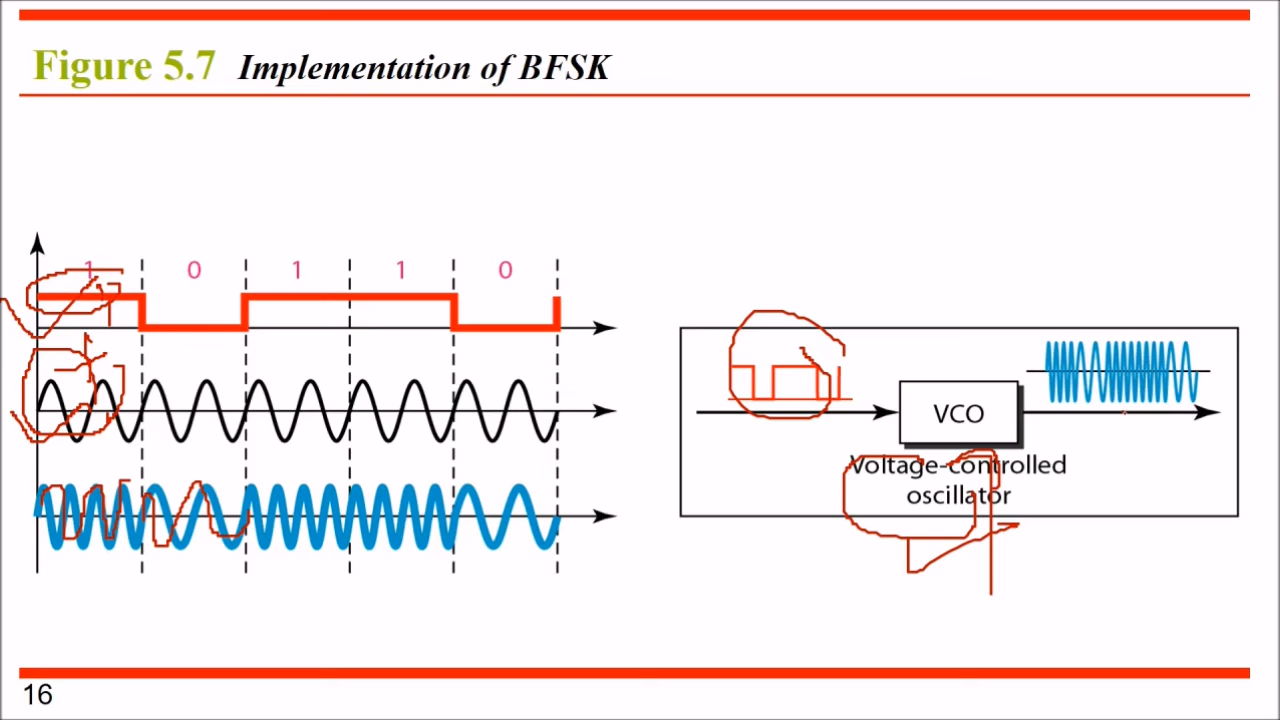 Figure 5.7 Implementation of BFSK
1 0 1 1 0
VCO
Voltage-controlled
oscillator
16